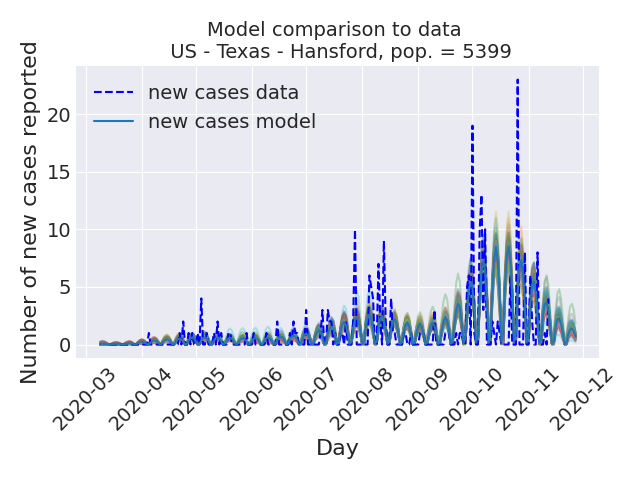 Model comparison to data
US - Texas - Hansford, pop. = 5399
Number of new cases reported
20
15
10
5
0
new cases data
new cases model
2020-03
2020-04
2020-05
2020-06
2020-07
2020-08
2020-09
2020-10
2020-11
2020-12
Day